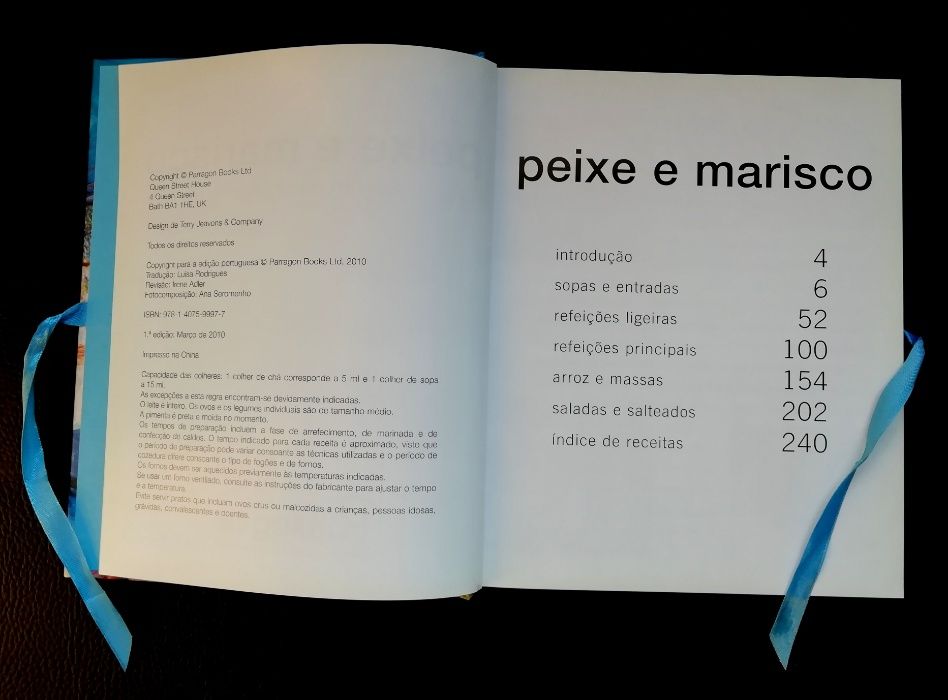 Copyright © Parragon Books Ltd
Queen Street House
4 Queen Street
Bath BA1 1HE, UK
Design de Terry Jeavons & Company
Todos os direitos reservados
Copyright para a edição portuguesa © Parragon Books Ltd, 2010
Tradução: Luísa Rodrigues
Revisão: Irene Adler
Fotocomposição: Ana Seromenho
ISBN: 978-1-4075-9997-7
1.ª edição: Março de 2010
Impresso na China
Capacidade das colheres: 1 colher de chá corresponde a 5 ml e 1 colher de sopa
a 15 ml.
As excepções a esta regra encontram-se devidamente indicadas.
O leite é inteiro. Os ovos e os legumes individuais são de tamanho médio.
A pimenta é preta e moída no momento.
Os tempos de preparação incluem a fase de arrefecimento, de marinada e de
confecção de caldos. O tempo indicado para cada receita é aproximado, visto que
o período de preparação pode variar consoante as técnicas utilizadas e o período de
cozedura difere consoante o tipo de fogões e de fornos.
Os fornos devem ser aquecidos previamente às temperaturas indicadas.
Se usar um forno ventilado, consulte as instruções do fabricante para ajustar o tempo
e a temperatura.
Evite servir pratos que incluam ovos crus ou malcozidos a crianças, pessoas idosas,
grávidas, convalescentes e doentes.
peixe e marisco
introdução 4
sopas e entradas 6
refeições ligeiras 52
refeições principais 100
arroz e massas 154
saladas e salteados 202
índice de receitas 240